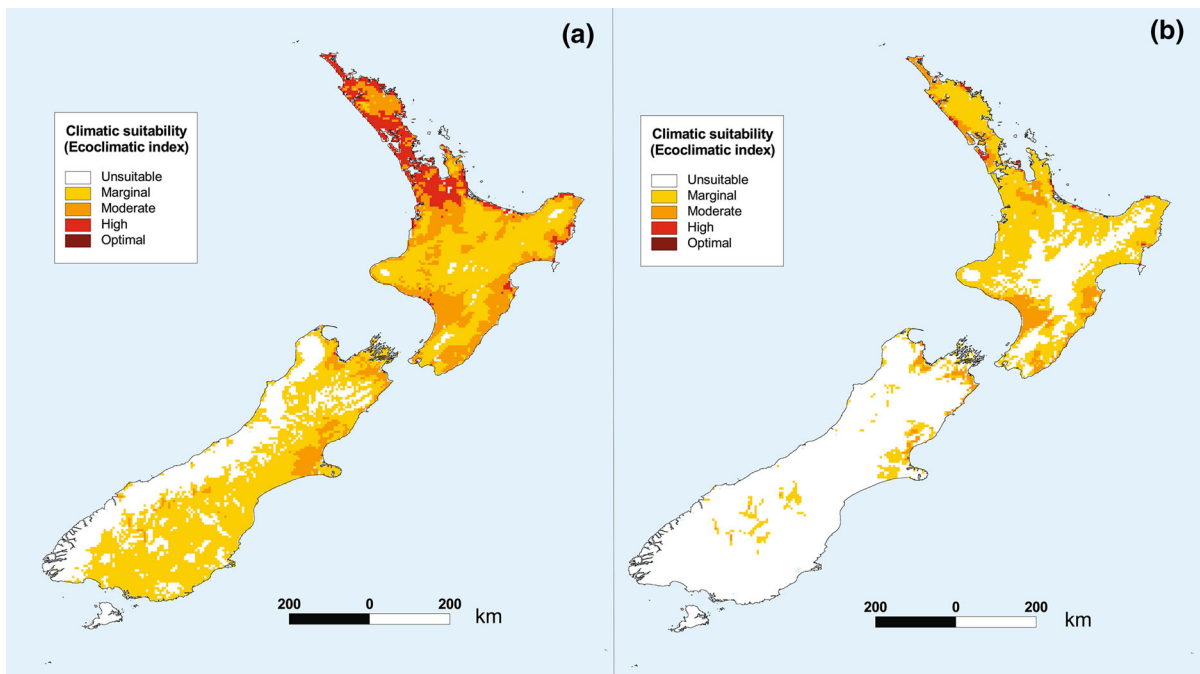 (a)
Climatic suitability
(Ecoclimatic index)
Unsuitable
Marginal
Moderate
High
Optimal
200 0 200 km
(b)
Climatic suitability
(Ecoclimatic index)
Unsuitable
Marginal
Moderate
High
Optimal
200 0 200 km